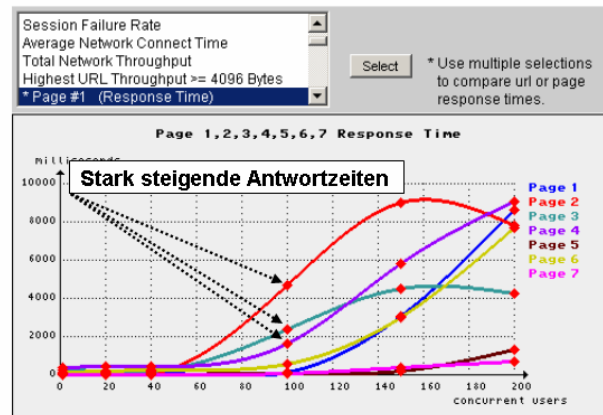 Session Failure Rate
Average Network Connect Time
Total Network Throughput
Highest URL Throughput >= 4096 Bytes
* Page #1 (Response Time)
Select
* Use multiple selections
to compare url or page
response times.
Page 1,2,3,4,5,6,7 Response Time
milliseconds
Stark steigende Antwortzeiten
10000
8000
6000
4000
2000
0
Page 1
Page 2
Page 3
Page 4
Page 5
Page 6
Page 7
0 20 40 60 80 100 120 140 160 180 200
concurrent users